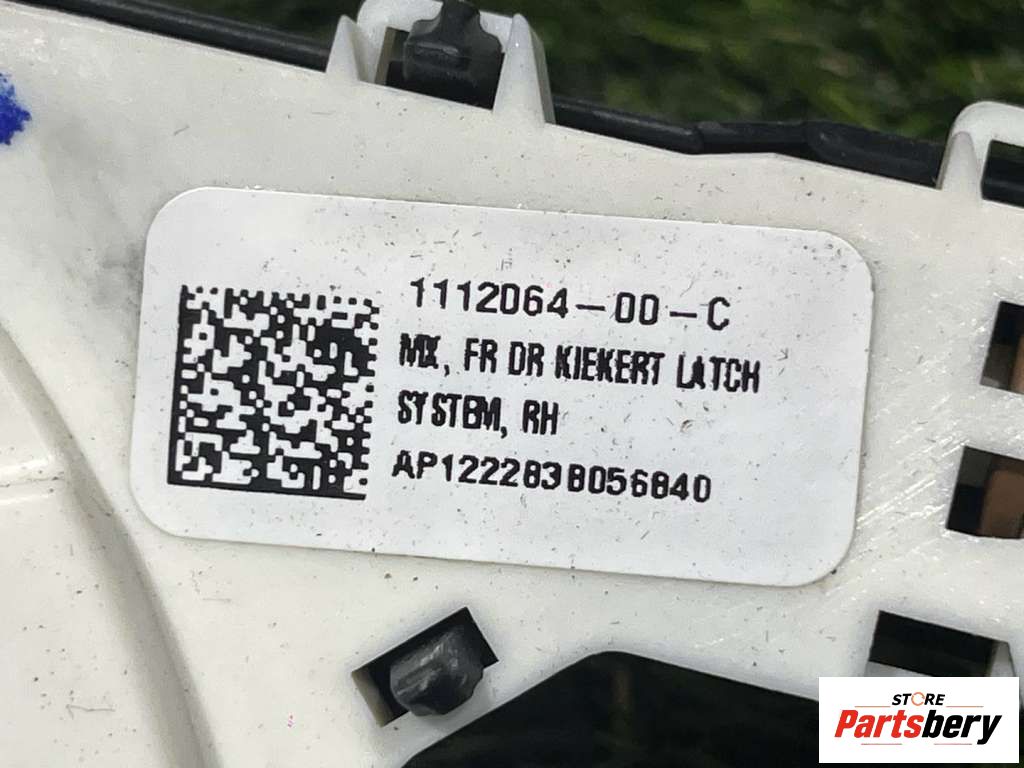 1112064-00-C
MX, FR DR KIEKERT LATCH
SYSTEM, RH
AP122283B056840
STORE
Partsbery